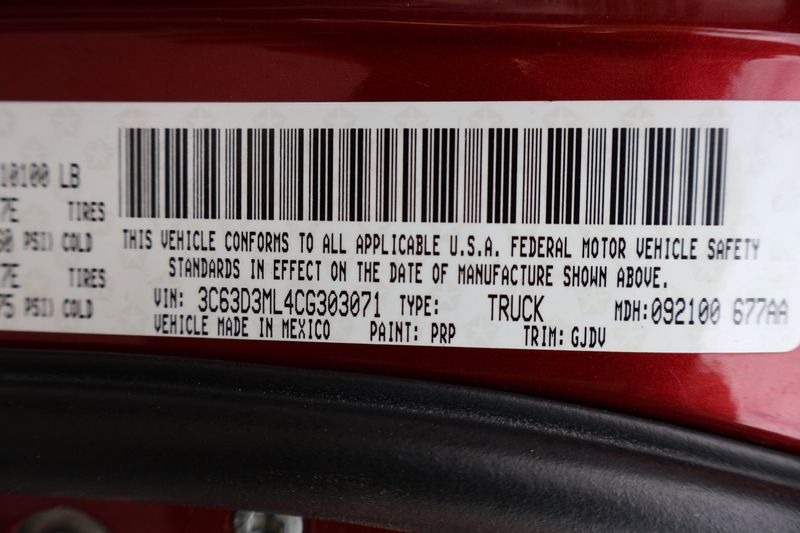 10100 LB
7E TIRES
60 PSI) COLD
7E TIRES
75 PSI) COLD
THIS VEHICLE CONFORMS TO ALL APPLICABLE U.S.A. FEDERAL MOTOR VEHICLE SAFETY
STANDARDS IN EFFECT ON THE DATE OF MANUFACTURE SHOWN ABOVE.
VIN: 3C63D3ML4CG303071 TYPE: TRUCK MDH:092100 677AA
VEHICLE MADE IN MEXICO PAINT: PRP TRIM: GJDV